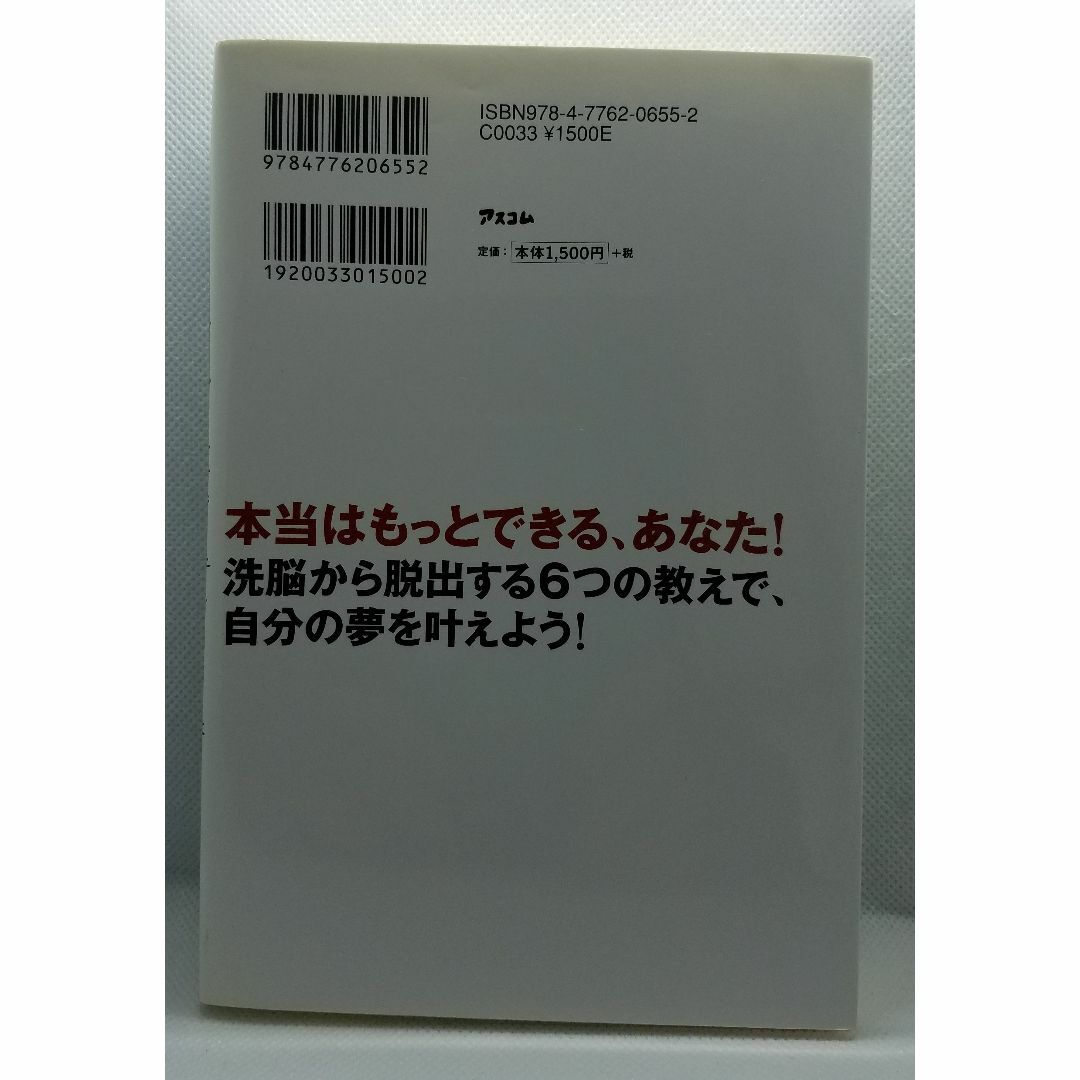 ISBN978-4-7762-0655-2
C0033 ¥1500E
9784776206552
アスコム
定価：本体1,500円+税
1920033015002
本当はもっとできる、あなた！
洗脳から脱出する6つの教えで、
自分の夢を叶えよう！